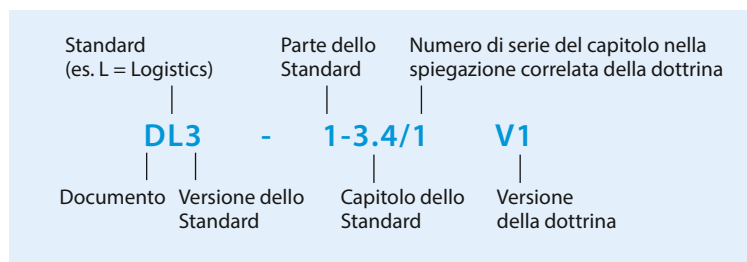 Standard
(es. L = Logistics)
Parte dello
Standard
Numero di serie del capitolo nella
spiegazione correlata della dottrina
DL3 - 1-3.4/1 V1
Documento
Versione dello
Standard
Capitolo dello
Standard
Versione
della dottrina